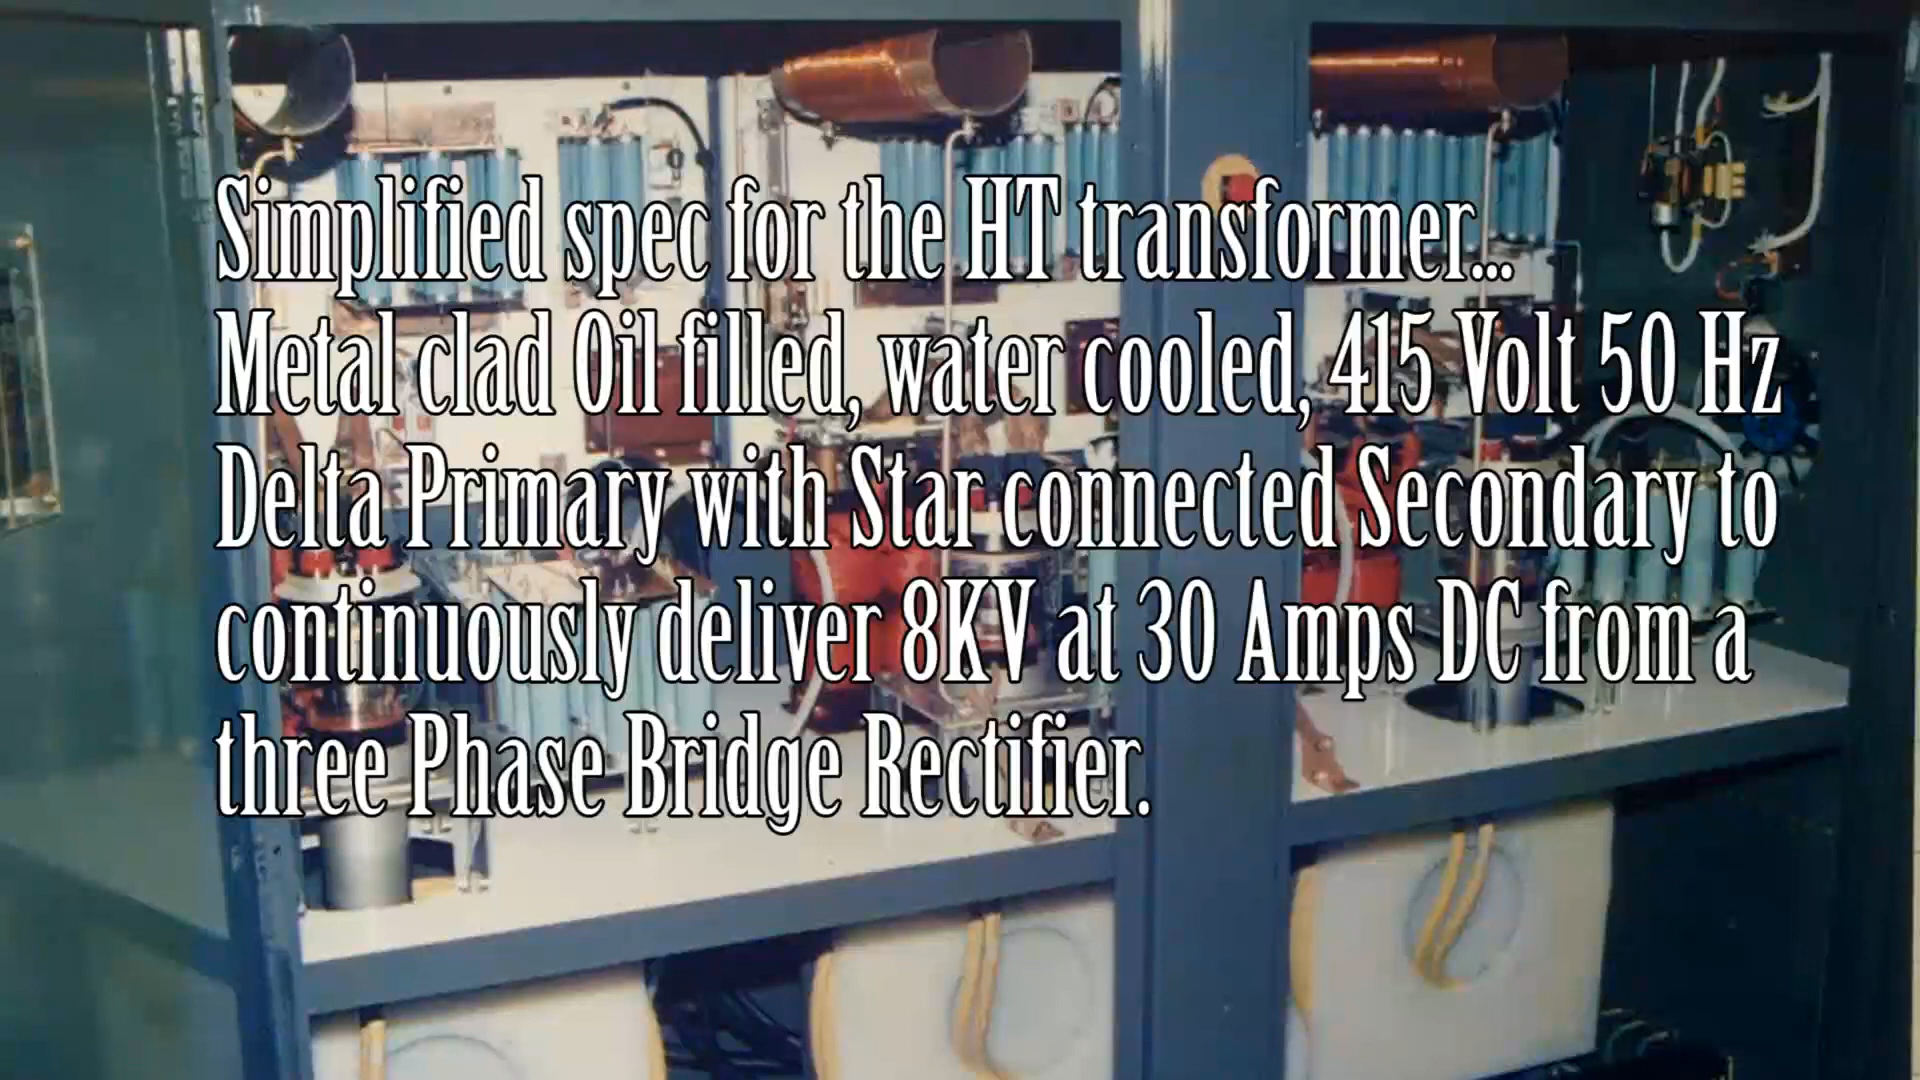 Simplified spec for the HT transformer...
Metal clad Oil filled, water cooled, 415 Volt 50 Hz
Delta Primary with Star connected Secondary to
continuously deliver 8KV at 30 Amps DC from a
three Phase Bridge Rectifier.